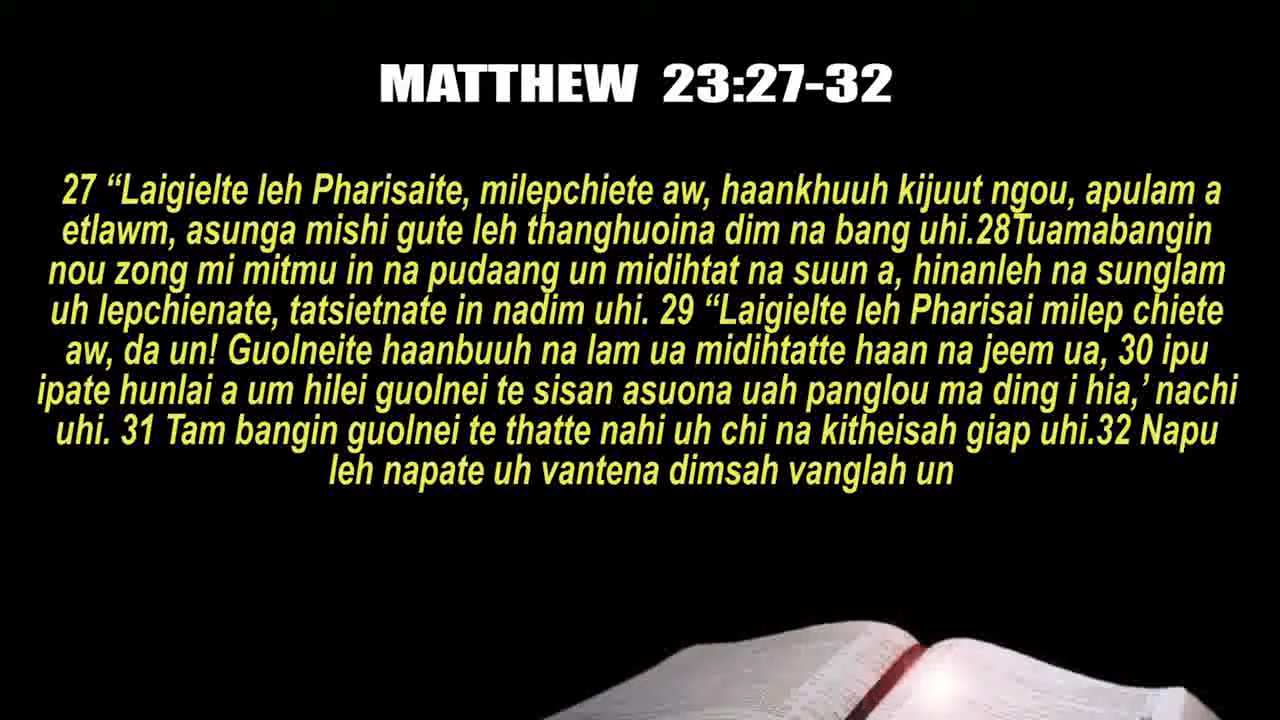 MATTHEW 23:27-32
27 “Laigielte leh Pharisaite, milepchiete aw, haankhuuh kijuut ngou, apulam a
etlawm, asunga mishi gute leh thanghuoina dim na bang uhi.28Tuamabangin
nou zong mi mitmu in na pudaang un midihtat na suun a, hinanleh na sunglam
uh lepchienate, tatsietnate in nadim uhi. 29 “Laigielte leh Pharisai milep chiete
aw, da un! Guolneite haanbuuh na lam ua midihtatte haan na jeem ua, 30 ipu
ipate hunlai a um hilei guolnei te sisan asuona uah panglou ma ding i hia,’ nachi
uhi. 31 Tam bangin guolnei te thatte nahi uh chi na kitheisah giap uhi.32 Napu
leh napate uh vantena dimsah vanglah un